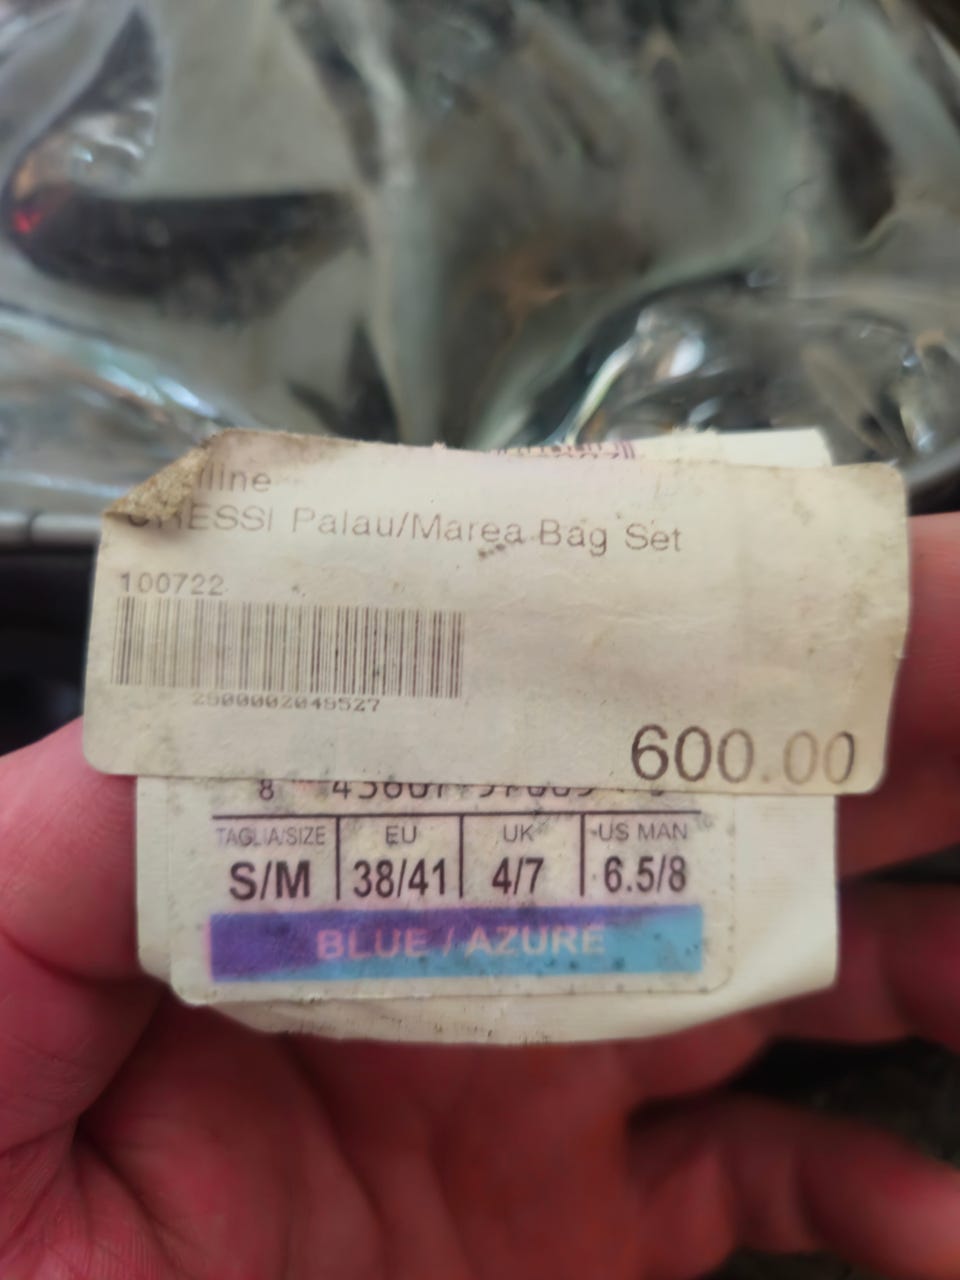 CRESSI Palau/Marea Bag Set
100722
2500002049527
600.00
TAGLIA/SIZE EU UK US MAN
S/M 38/41 4/7 6.5/8
BLUE / AZURE